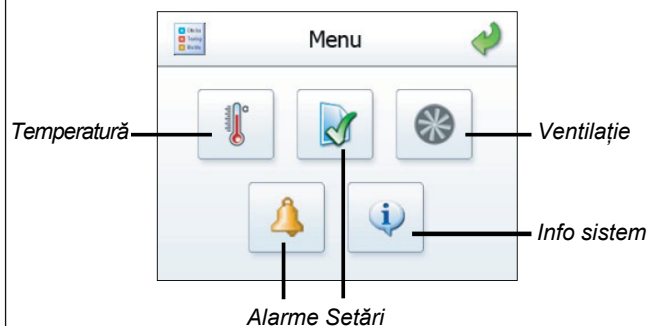 Menu
Temperatură
Ventilație
Info sistem
Alarme Setări